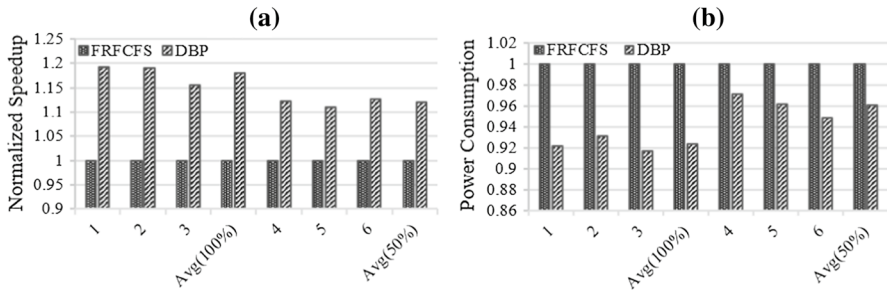 (a)
Normalized Speedup
1.25
1.2
1.15
1.1
1.05
1
0.95
0.9
FRFCFS DBP
1 2 3 Avg(100%) 4 5 6 Avg(50%)
(b)
Power Consumption
1.02
1
0.98
0.96
0.94
0.92
0.9
0.88
0.86
FRFCFS DBP
1 2 3 Avg(100%) 4 5 6 Avg(50%)